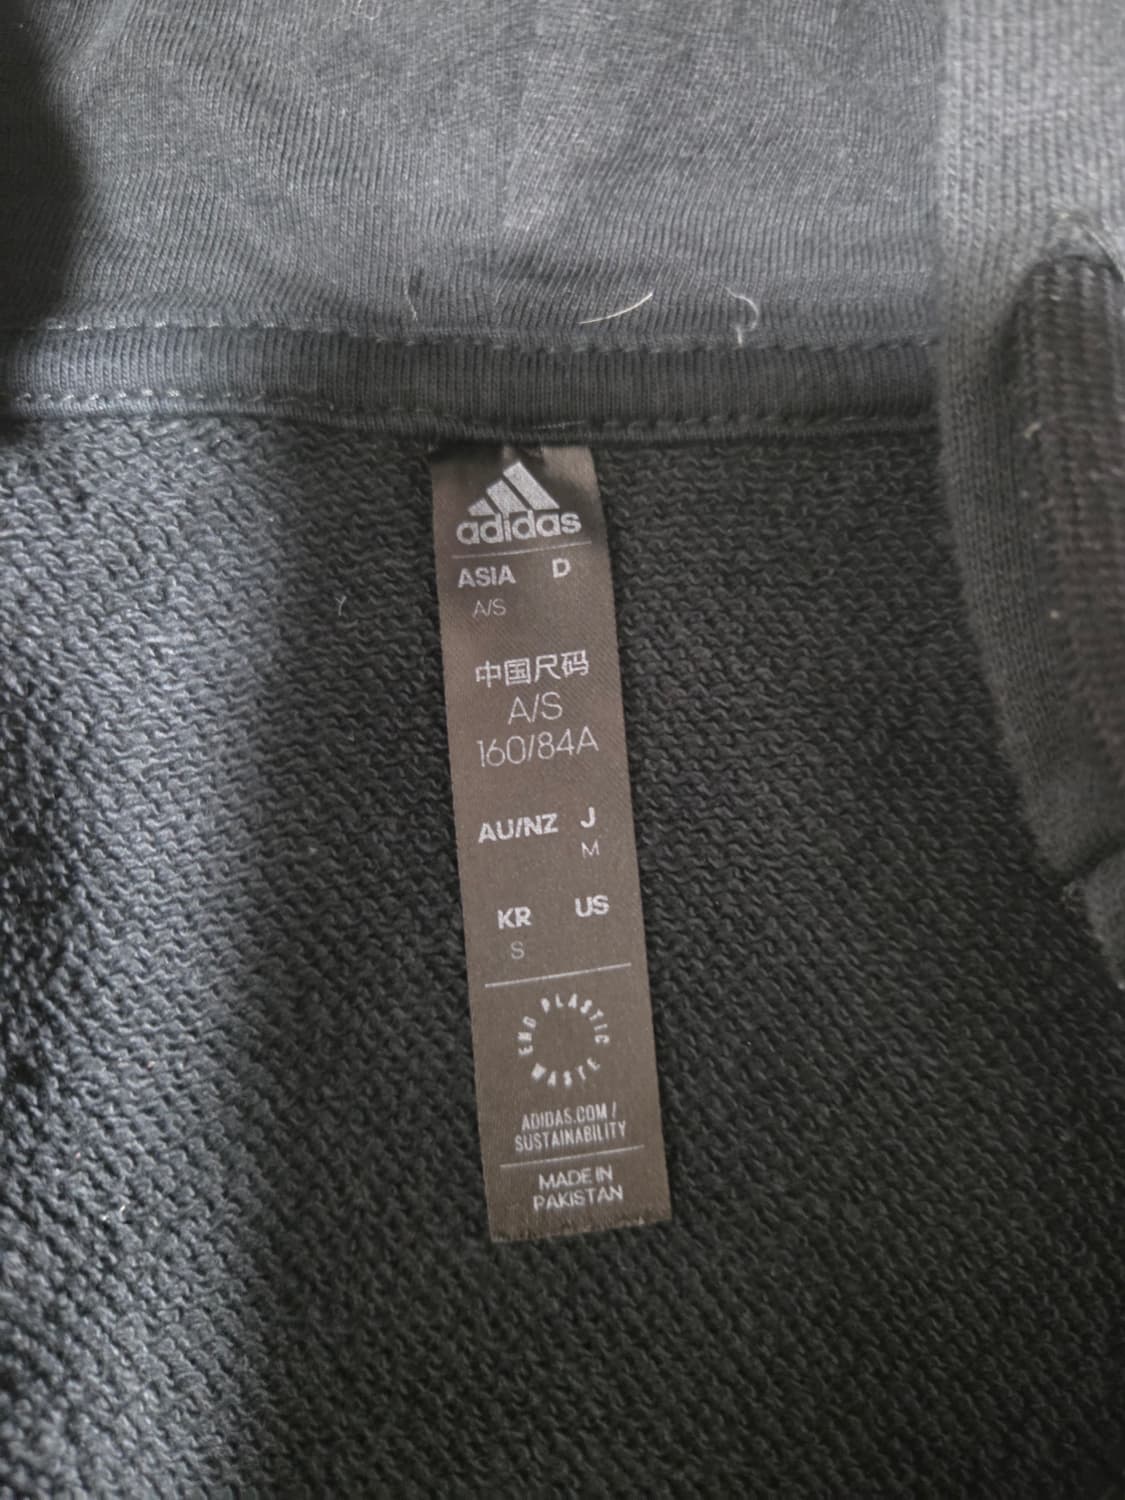 adidas
ASIA D
A/S
中国尺码
A/S
160/84A
AU/NZ J
M
KR US
S
END PLASTIC WASTE
ADIDAS.COM /
SUSTAINABILITY
MADE IN
PAKISTAN